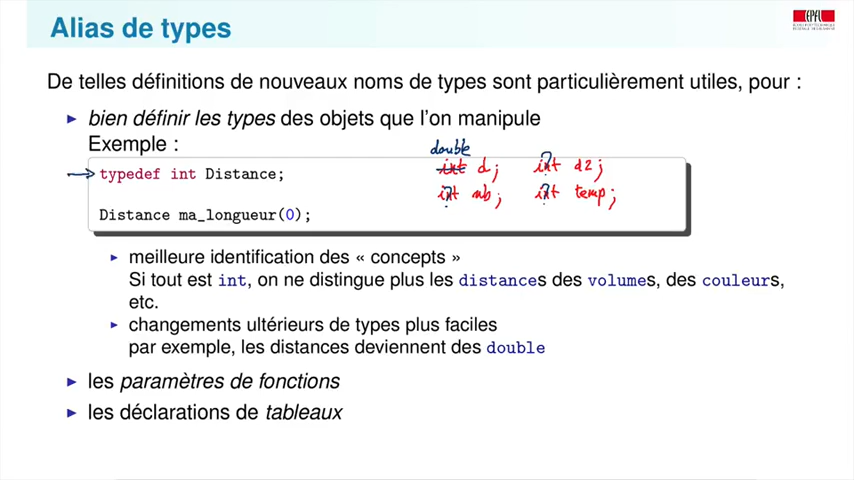 Alias de types
EPFL
De telles définitions de nouveaux noms de types sont particulièrement utiles, pour :
bien définir les types des objets que l'on manipule
Exemple :
double
typedef int Distance; int d; int d2;
int nb; int temp;
Distance ma_longueur(0);
meilleure identification des « concepts »
Si tout est int, on ne distingue plus les distances des volumes, des couleurs,
etc.
changements ultérieurs de types plus faciles
par exemple, les distances deviennent des double
les paramètres de fonctions
les déclarations de tableaux